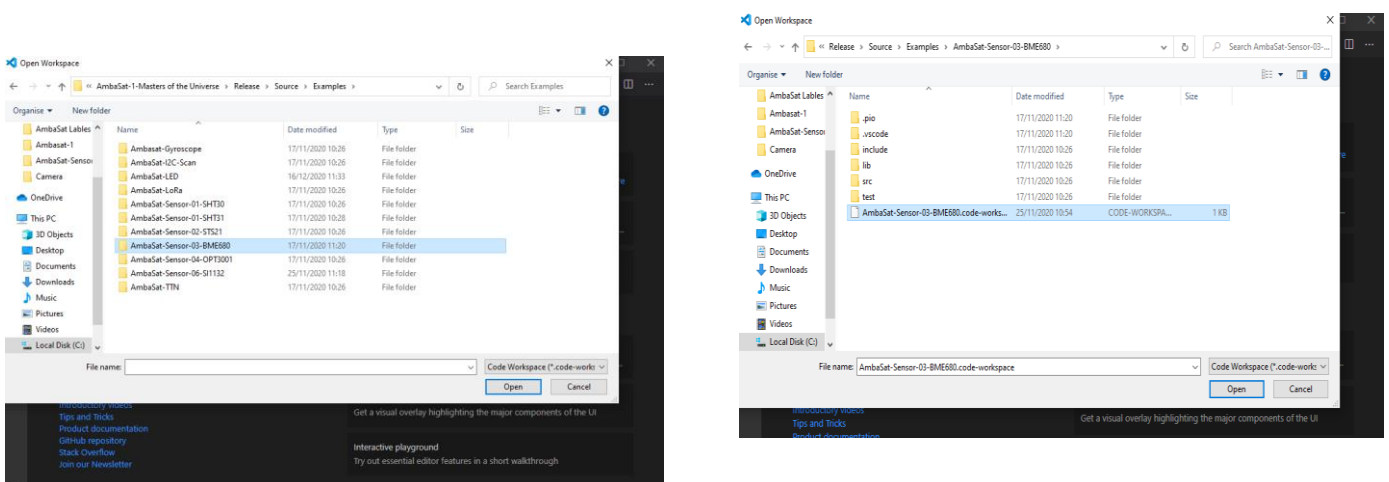 Open Workspace
« AmbaSat-1-Masters of the Universe > Release > Source > Examples >
Search Examples
Organise
New folder
AmbaSat Lables
Ambasat-1
AmbaSat-Sensor
Camera
OneDrive
This PC
3D Objects
Desktop
Documents
Downloads
Music
Pictures
Videos
Local Disk (C:)
Name Date modified Type Size
Ambasat-Gyroscope 17/11/2020 10:26 File folder
AmbaSat-I2C-Scan 17/11/2020 10:26 File folder
AmbaSat-LED 16/12/2020 11:33 File folder
AmbaSat-LoRa 17/11/2020 10:26 File folder
AmbaSat-Sensor-01-SHT30 17/11/2020 10:26 File folder
AmbaSat-Sensor-01-SHT31 17/11/2020 10:28 File folder
AmbaSat-Sensor-02-STS21 17/11/2020 10:26 File folder
AmbaSat-Sensor-03-BME680 17/11/2020 11:20 File folder
AmbaSat-Sensor-04-OPT3001 17/11/2020 10:26 File folder
AmbaSat-Sensor-06-SI1132 25/11/2020 11:18 File folder
AmbaSat-TTN 17/11/2020 10:26 File folder
File name:
Code Workspace (*.code-works
Open Cancel
Introductory videos
Tips and Tricks
Product documentation
GitHub repository
Stack Overflow
Join our Newsletter
Get a visual overlay highlighting the major components of the UI
Interactive playground
Try out essential editor features in a short walkthrough
Open Workspace
« Release > Source > Examples > AmbaSat-Sensor-03-BME680 >
Search AmbaSat-Sensor-03-...
Organise
New folder
AmbaSat Lables
Ambasat-1
AmbaSat-Sensor
Camera
OneDrive
This PC
3D Objects
Desktop
Documents
Downloads
Music
Pictures
Videos
Local Disk (C:)
Name Date modified Type Size
.pio 17/11/2020 11:20 File folder
.vscode 17/11/2020 11:20 File folder
include 17/11/2020 10:26 File folder
lib 17/11/2020 10:26 File folder
src 17/11/2020 10:26 File folder
test 17/11/2020 10:26 File folder
AmbaSat-Sensor-03-BME680.code-works... 25/11/2020 10:54 CODE-WORKSPA... 1 KB
File name: AmbaSat-Sensor-03-BME680.code-workspace
Code Workspace (*.code-works
Open Cancel
Introductory videos
Tips and Tricks
Product documentation
Get a visual overlay highlighting the major components of the UI